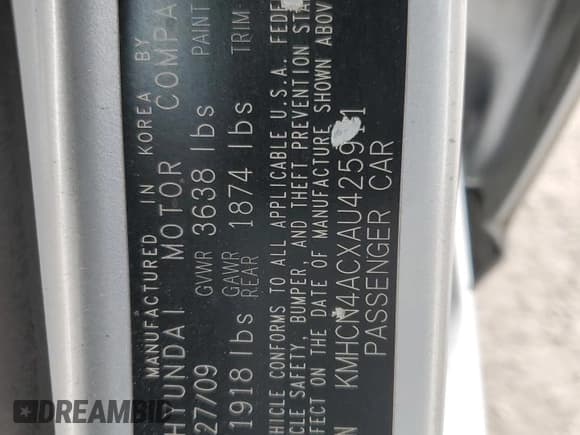 MANUFACTURED IN KOREA BY
HYUNDAI MOTOR COMPA
27/09 GVWR 3638 lbs PAINT
1918 lbs GAWR REAR 1874 lbs TRIM
HICLE CONFORMS TO ALL APPLICABLE U.S.A. FEDE
CLE SAFETY, BUMPER, AND THEFT PREVENTION STA
FECT ON THE DATE OF MANUFACTURE SHOWN ABOV
N KMHCN4ACXAU425911
PASSENGER CAR
DREAMBID